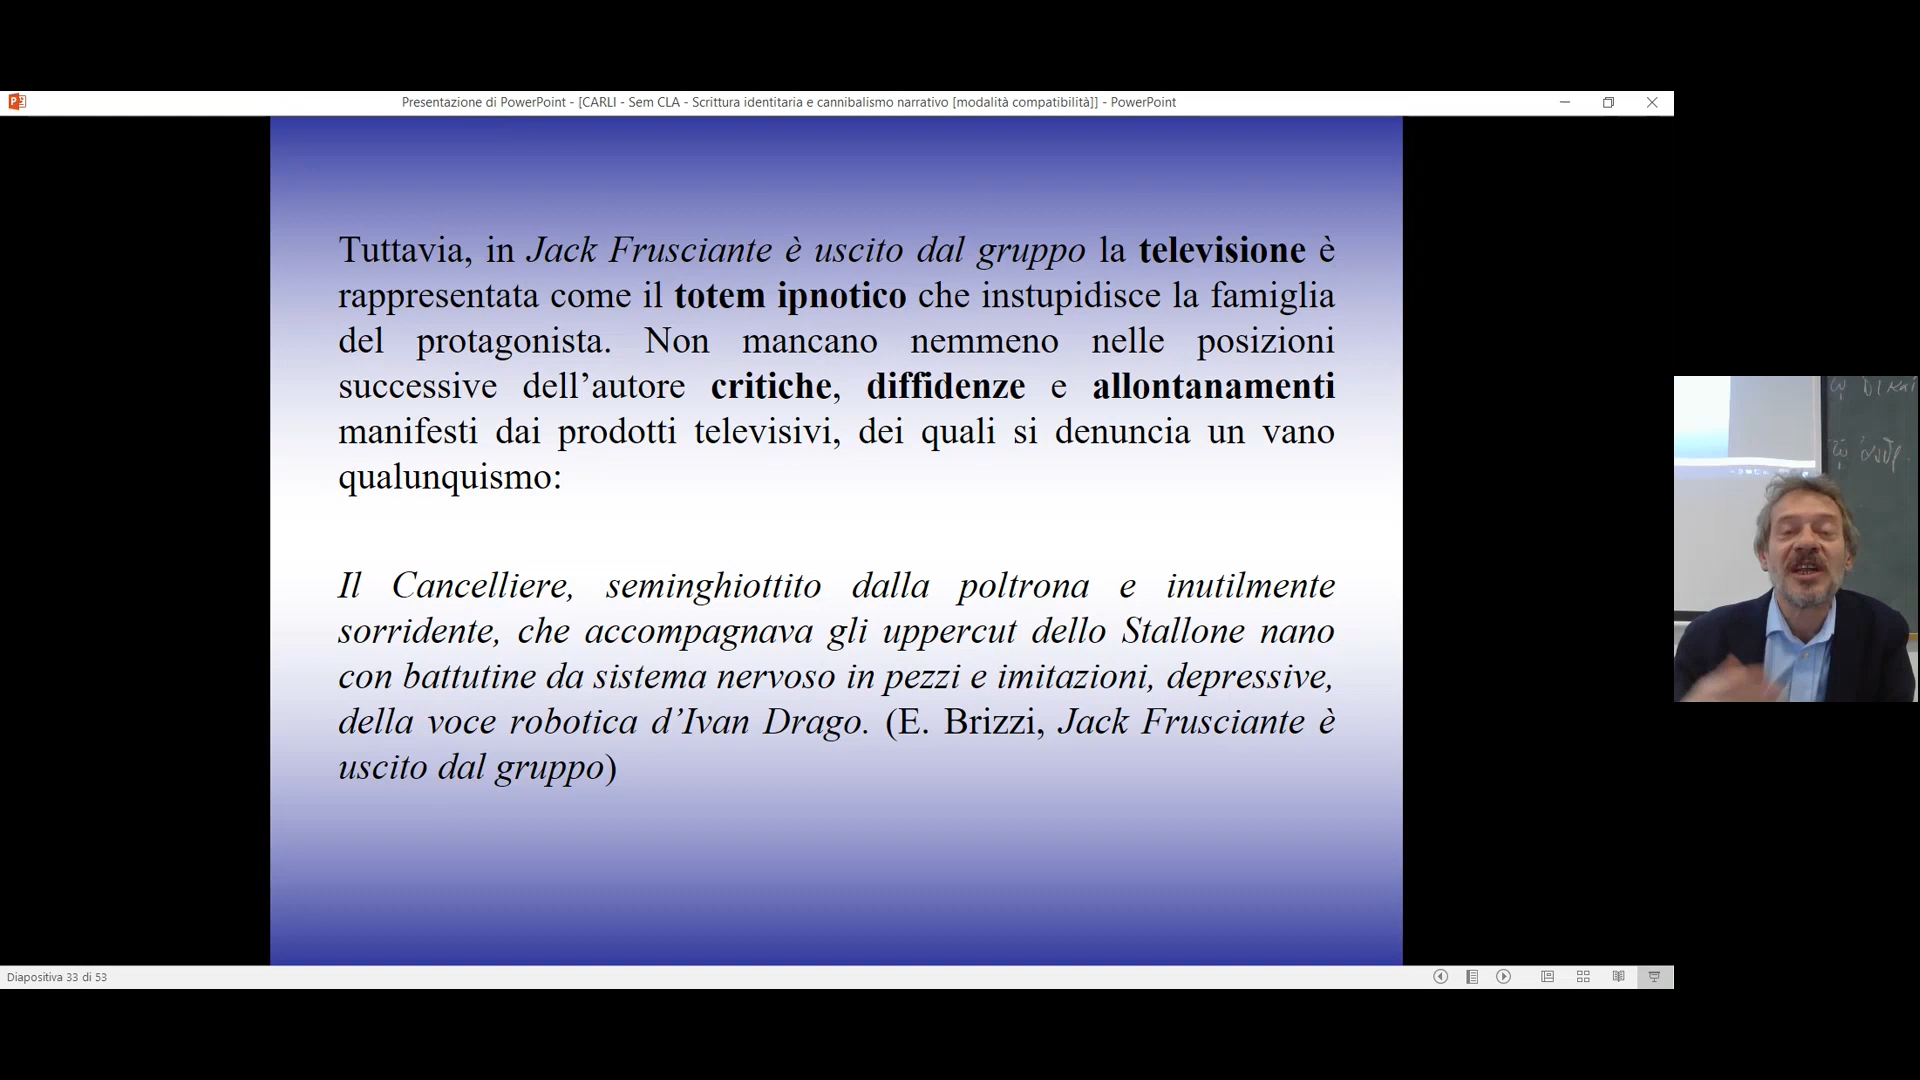 Presentazione di PowerPoint - [CARLI - Sem CLA - Scrittura identitaria e cannibalismo narrativo [modalità compatibilità]] - PowerPoint
Tuttavia, in Jack Frusciante è uscito dal gruppo la televisione è
rappresentata come il totem ipnotico che instupidisce la famiglia
del protagonista. Non mancano nemmeno nelle posizioni
successive dell’autore critiche, diffidenze e allontanamenti
manifesti dai prodotti televisivi, dei quali si denuncia un vano
qualunquismo:
Il Cancelliere, seminghiottito dalla poltrona e inutilmente
sorridente, che accompagnava gli uppercut dello Stallone nano
con battutine da sistema nervoso in pezzi e imitazioni, depressive,
della voce robotica d’Ivan Drago. (E. Brizzi, Jack Frusciante è
uscito dal gruppo)
Diapositiva 33 di 53